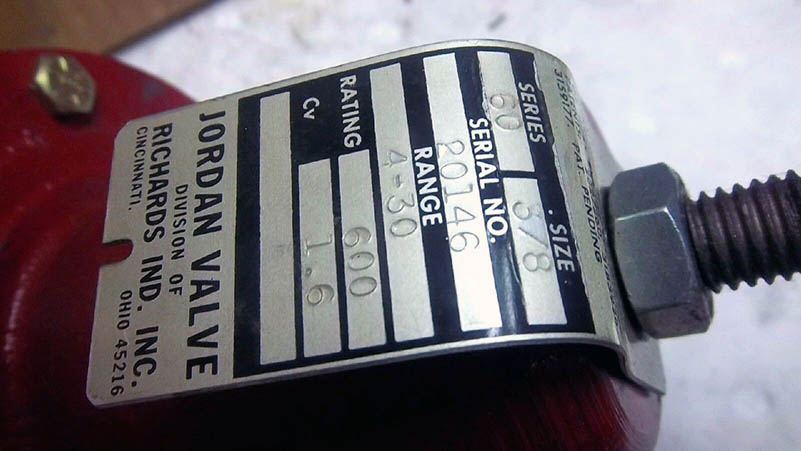 3159177. PAT. PENDING
SERIES SIZE
60 3/8
SERIAL NO.
20146
RANGE
4-30
RATING 600
Cv 1.6
JORDAN VALVE
DIVISION OF
RICHARDS IND. INC.
CINCINNATI, OHIO 45216